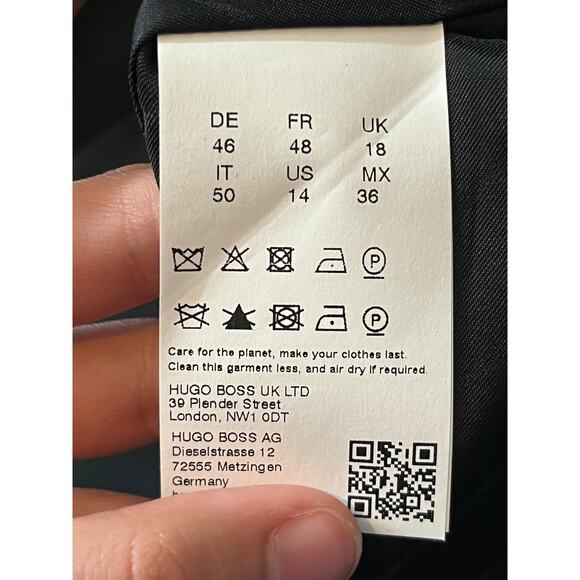 DE FR UK
46 48 18
IT US MX
50 14 36
P
P
Care for the planet, make your clothes last.
Clean this garment less, and air dry if required.
HUGO BOSS UK LTD
39 Plender Street
London, NW1 0DT
HUGO BOSS AG
Dieselstrasse 12
72555 Metzingen
Germany